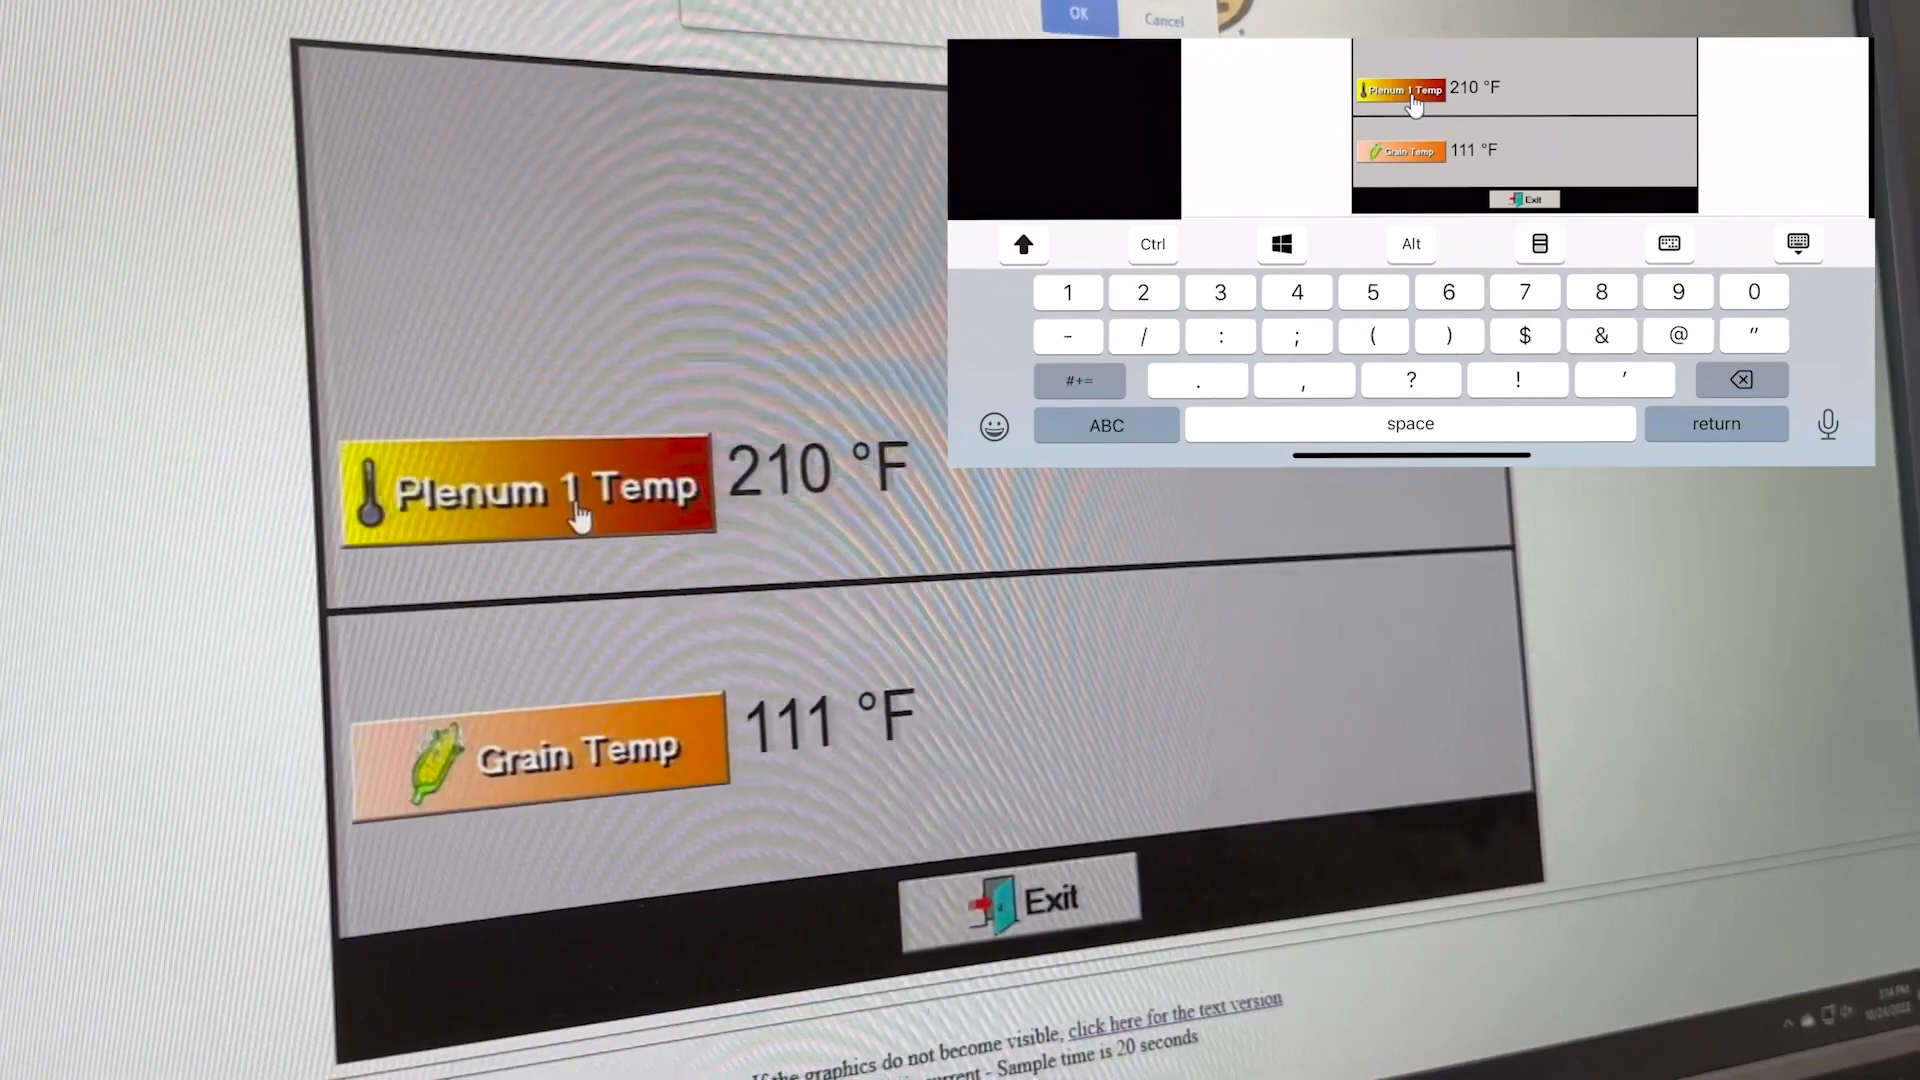 OK
Cancel
Plenum 1 Temp 210 °F
Grain Temp 111 °F
Exit
Ctrl
Alt
1 2 3 4 5 6 7 8 9 0
- / : ; ( ) $ & @ "
#+= . , ? ! '
ABC space return
Plenum 1 Temp 210 °F
Grain Temp 111 °F
Exit
If the graphics do not become visible, click here for the text version
current - Sample time is 20 seconds